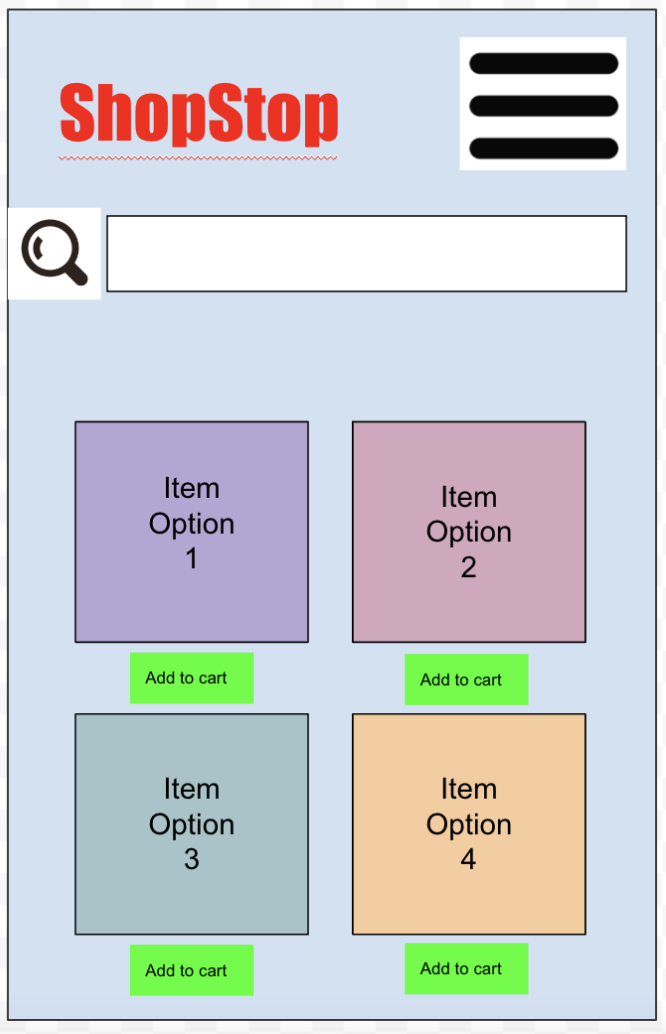 ShopStop
Item
Option
1
Item
Option
2
Add to cart
Add to cart
Item
Option
3
Item
Option
4
Add to cart
Add to cart